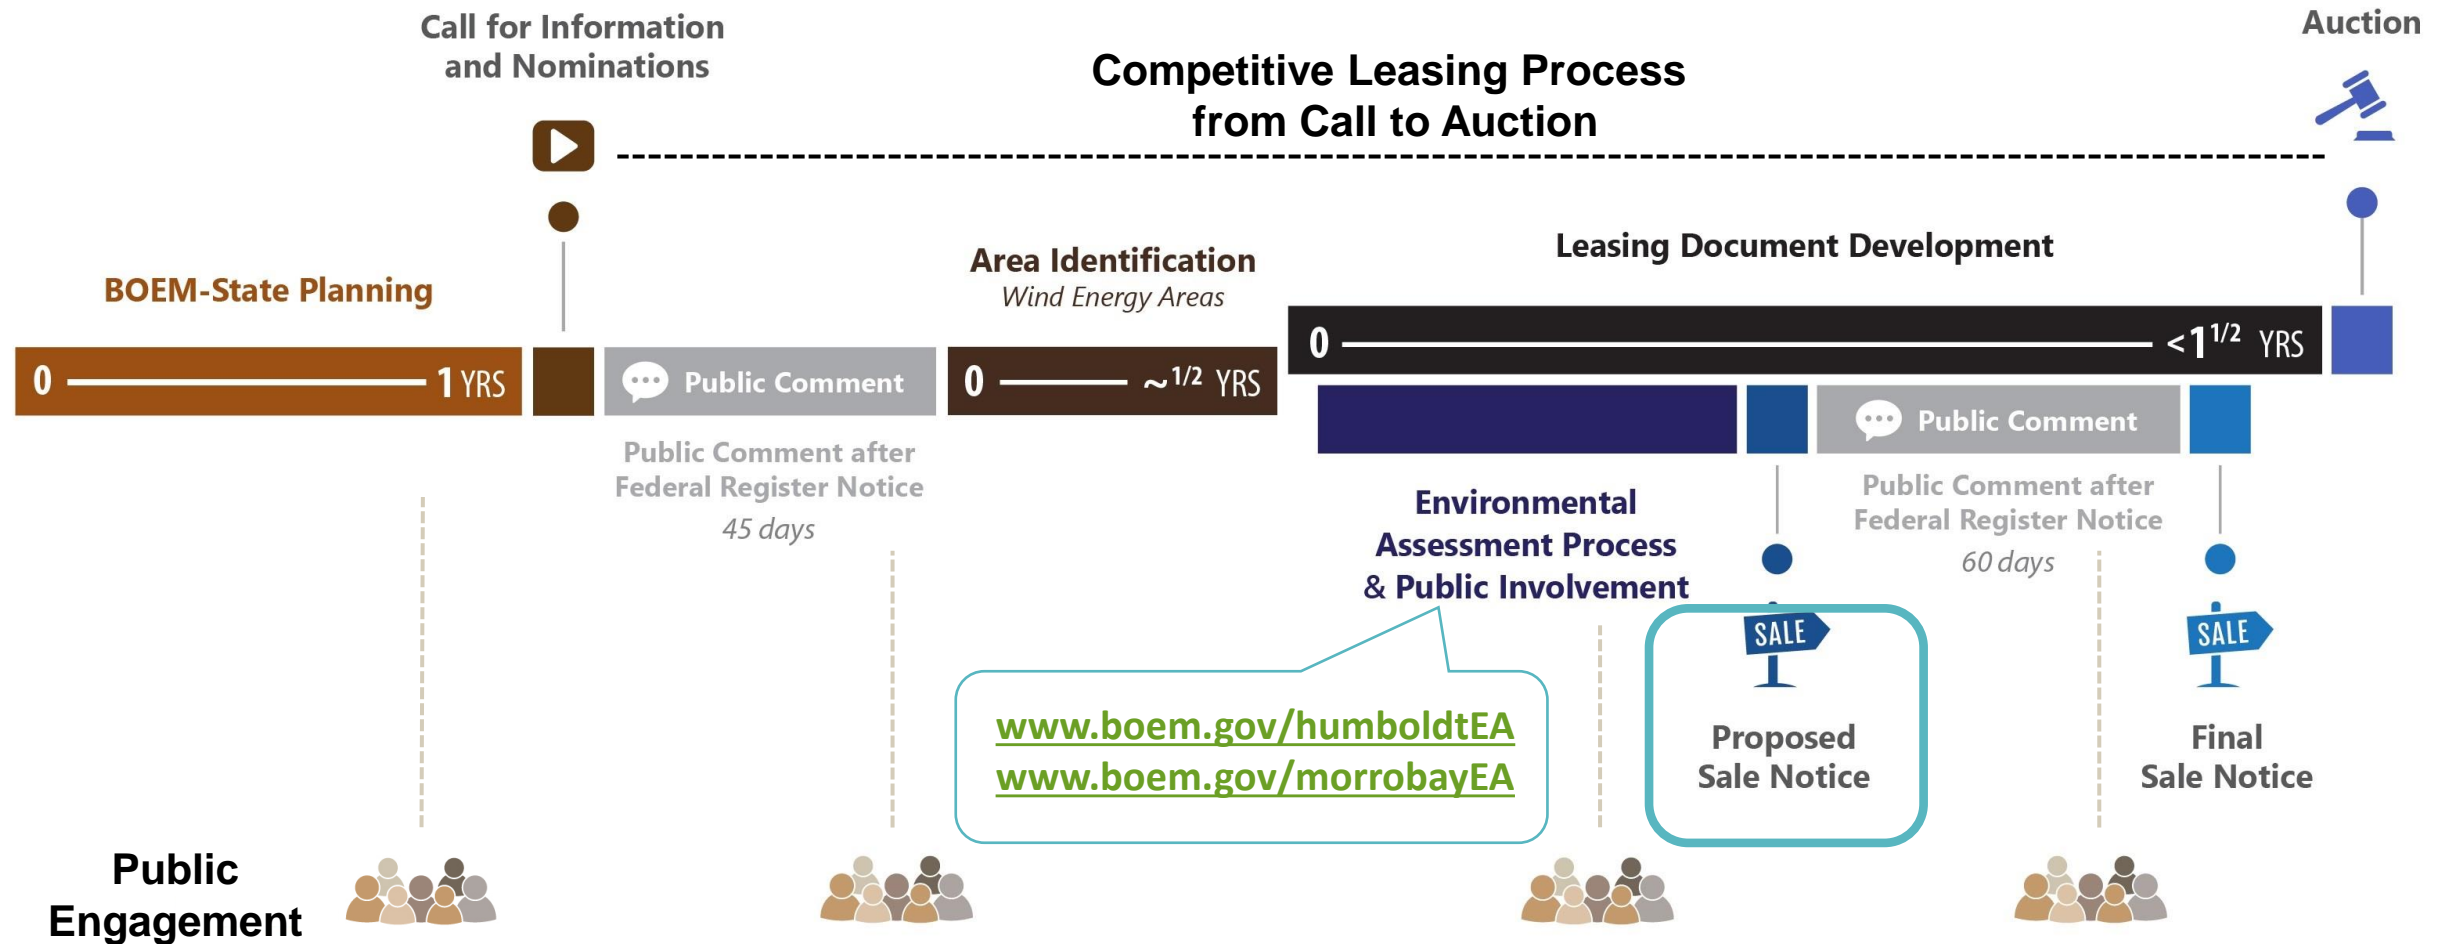 Call for Information
and Nominations
Competitive Leasing Process
from Call to Auction
Auction
BOEM-State Planning
Area Identification
Wind Energy Areas
Leasing Document Development
0 1 YRS
Public Comment
0 ~1/2 YRS
0 <1 1/2 YRS
Public Comment
Public Comment after
Federal Register Notice
45 days
Environmental
Assessment Process
& Public Involvement
Public Comment after
Federal Register Notice
60 days
SALE
SALE
www.boem.gov/humboldtEA
www.boem.gov/morrobayEA
Proposed
Sale Notice
Final
Sale Notice
Public
Engagement